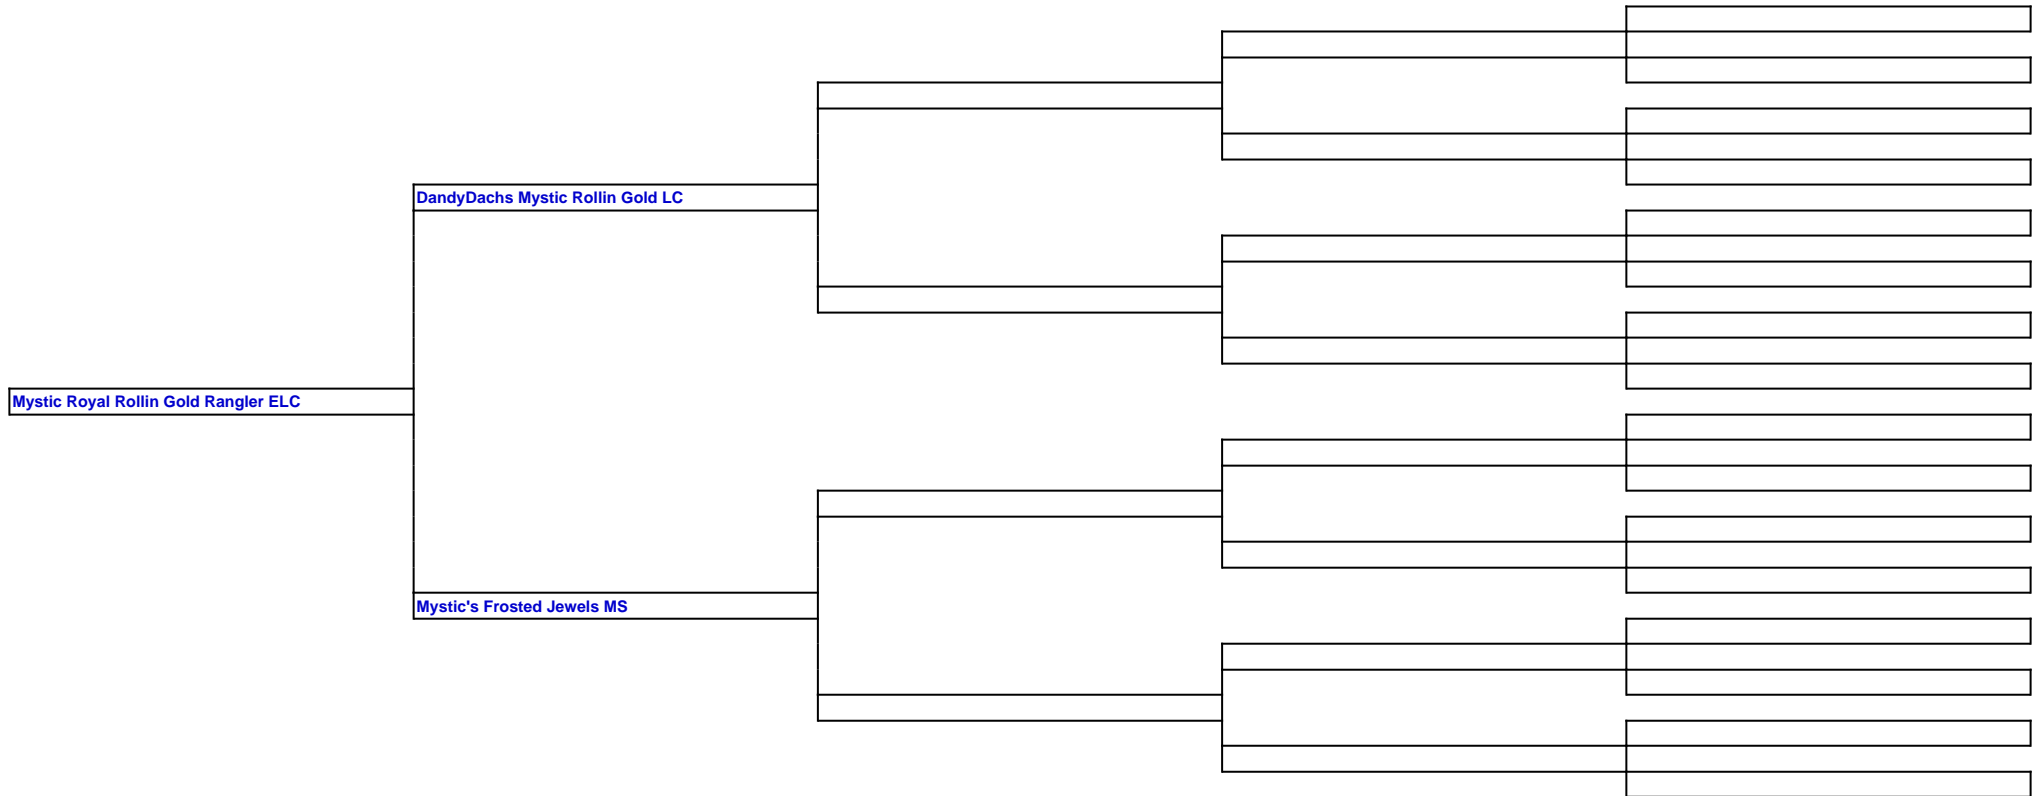 DandyDachs Mystic Rollin Gold LC
Mystic Royal Rollin Gold Rangler ELC
Mystic's Frosted Jewels MS